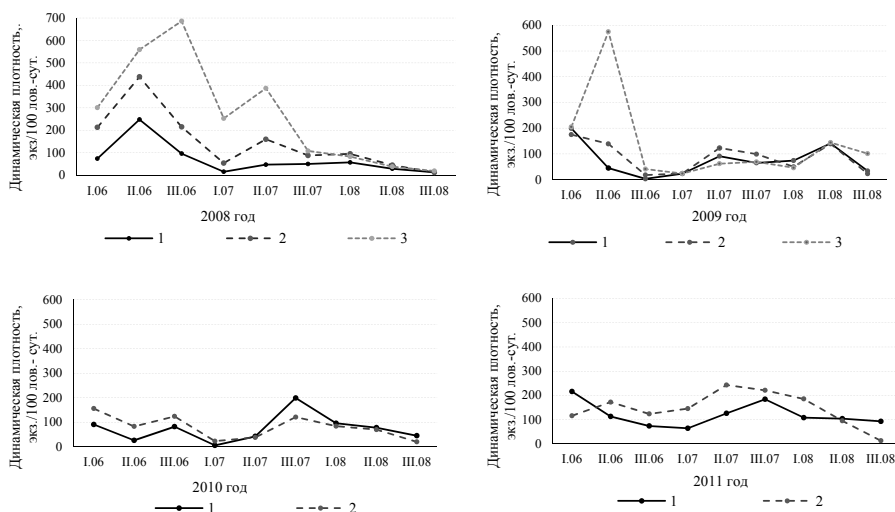 Динамическая плотность,.
экз/100 лов.-сут.
700
600
500
400
300
200
100
0
I.06 II.06 III.06 I.07 II.07 III.07 I.08 II.08 III.08
2008 год
1 2 3
Динамическая плотность,
экз./100 лов.-сут.
600
500
400
300
200
100
0
I.06 II.06 III.06 I.07 II.07 III.07 I.08 II.08 III.08
2009 год
1 2 3
Динамическая плотность,
экз./100 лов.- сут.
600
500
400
300
200
100
0
I.06 II.06 III.06 I.07 II.07 III.07 I.08 II.08 III.08
2010 год
1 2
Динамическая плотность,
экз./100 лов.-сут.
600
500
400
300
200
100
0
I.06 II.06 III.06 I.07 II.07 III.07 I.08 II.08 III.08
2011 год
1 2